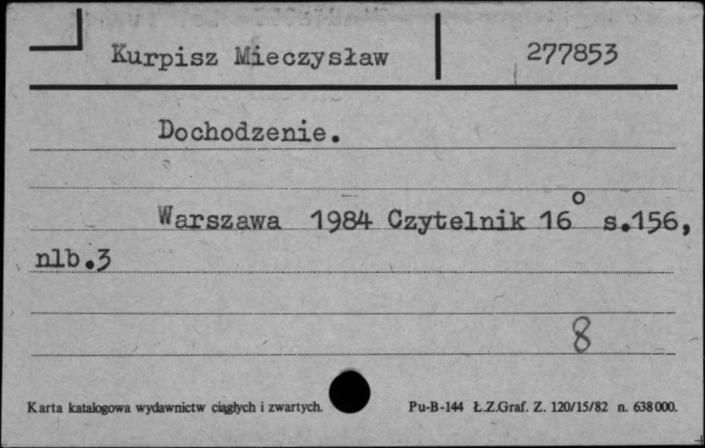 Kurpisz Mieczysław 277853
Dochodzenie.
Warszawa 1984 Czytelnik 16° s.156,
nlb.3
8
Karta katalogowa wydawnictw ciągłych i zwartych. Pu-B-144 Ł.Z.Graf. Z. 120/15/82 n. 638000.